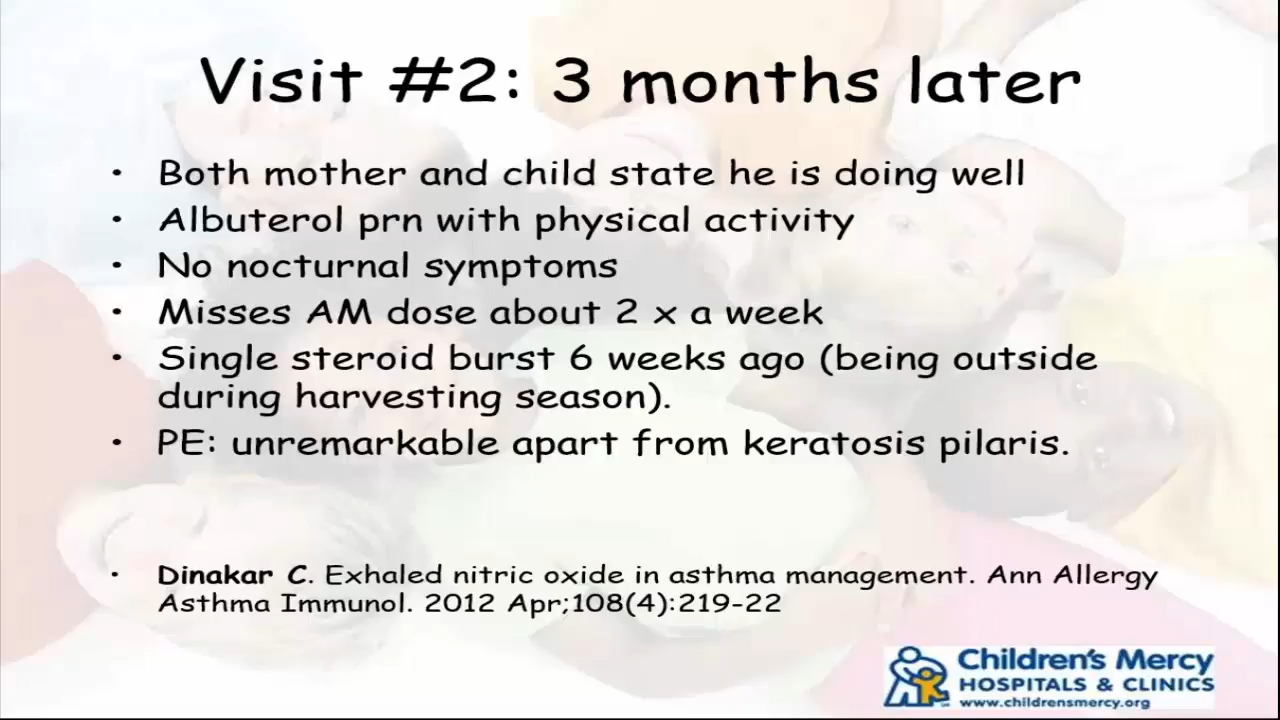 Visit #2: 3 months later
• Both mother and child state he is doing well
• Albuterol prn with physical activity
• No nocturnal symptoms
• Misses AM dose about 2 x a week
• Single steroid burst 6 weeks ago (being outside
during harvesting season).
• PE: unremarkable apart from keratosis pilaris.
• Dinakar C. Exhaled nitric oxide in asthma management. Ann Allergy
Asthma Immunol. 2012 Apr;108(4):219-22
Children's Mercy
HOSPITALS & CLINICS
www.childrensmercy.org